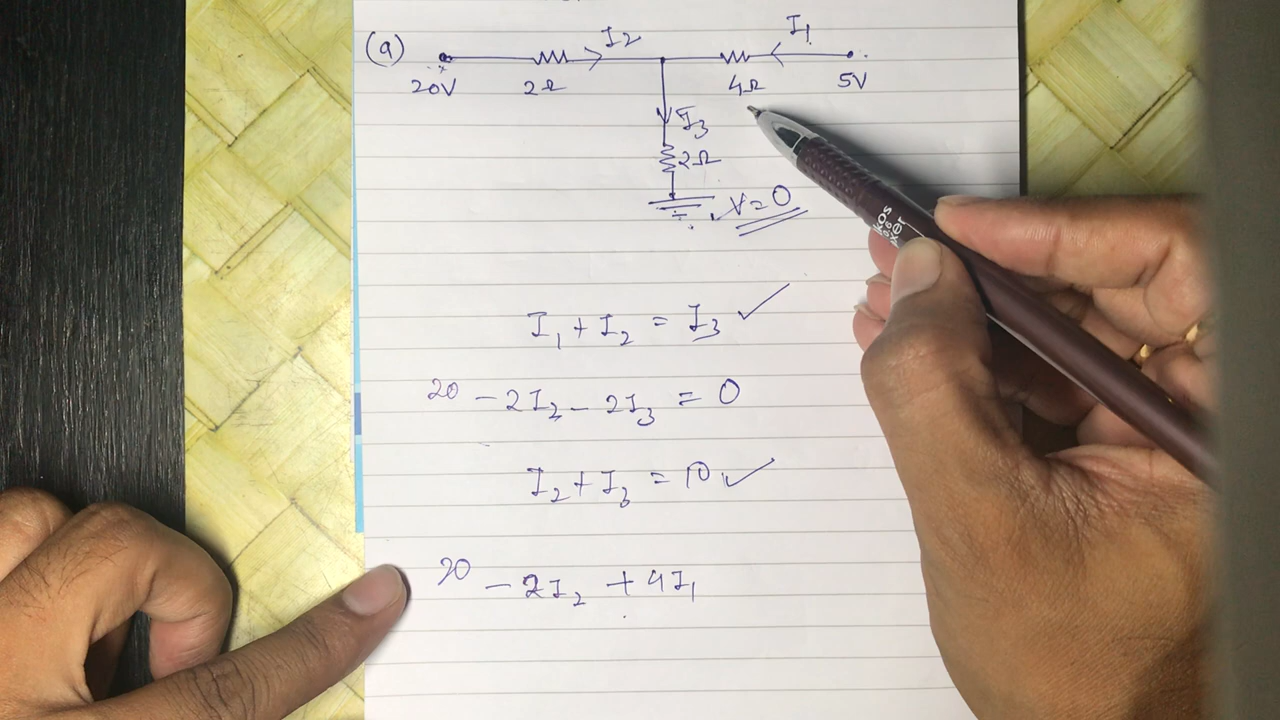 (a) I2 I1
20V 2Ω 4Ω 5V
I3
2Ω
V=0
I1 + I2 = I3 ✓
20 - 2I2 - 2I3 = 0
I2 + I3 = 10 ✓
20 - 2I2 + 4I1